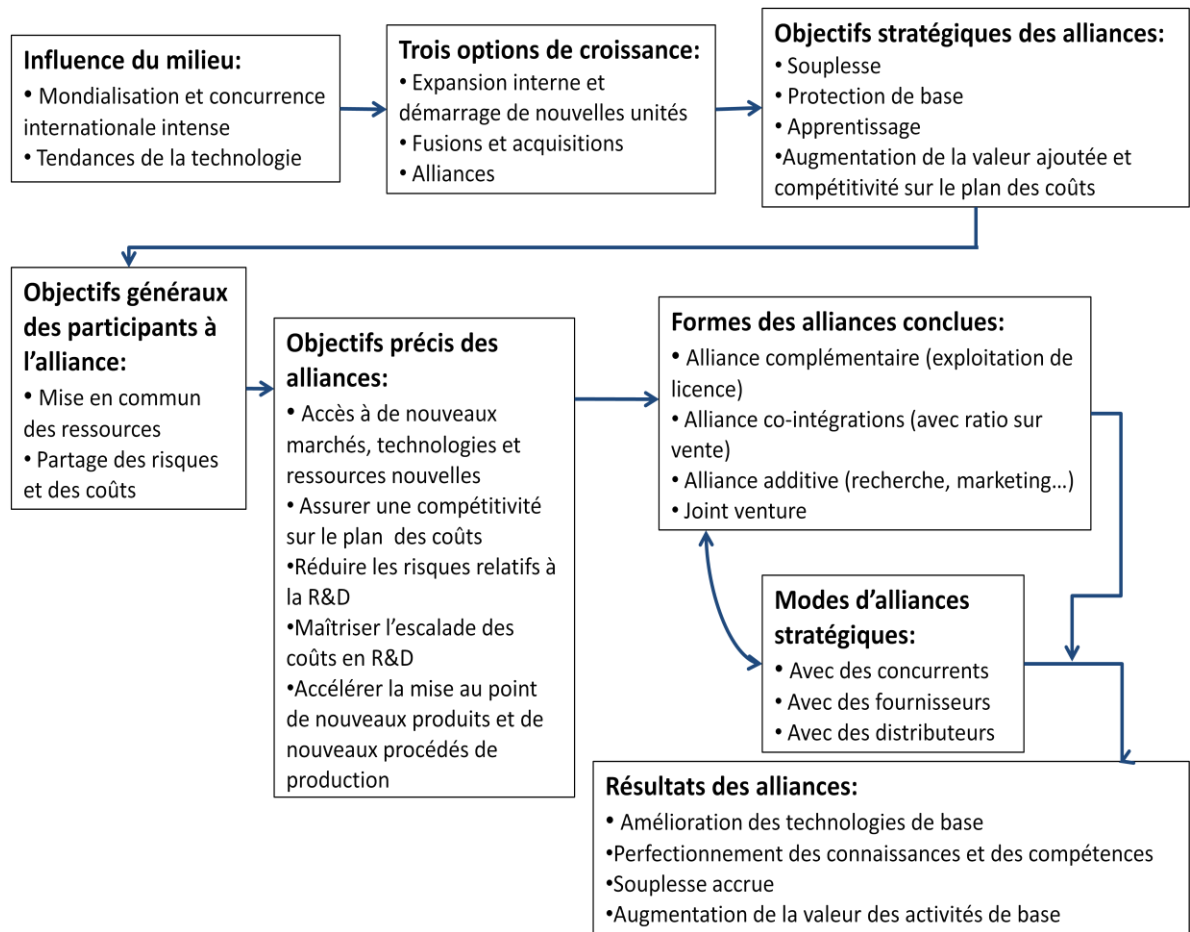 Influence du milieu:
• Mondialisation et concurrence
internationale intense
• Tendances de la technologie
Trois options de croissance:
• Expansion interne et
démarrage de nouvelles unités
• Fusions et acquisitions
• Alliances
Objectifs stratégiques des alliances:
• Souplesse
• Protection de base
• Apprentissage
•Augmentation de la valeur ajoutée et
compétitivité sur le plan des coûts
Objectifs généraux
des participants à
l’alliance:
• Mise en commun
des ressources
• Partage des risques
et des coûts
Objectifs précis des
alliances:
• Accès à de nouveaux
marchés, technologies et
ressources nouvelles
• Assurer une compétitivité
sur le plan des coûts
•Réduire les risques relatifs à
la R&D
•Maîtriser l’escalade des
coûts en R&D
•Accélérer la mise au point
de nouveaux produits et de
nouveaux procédés de
production
Formes des alliances conclues:
• Alliance complémentaire (exploitation de
licence)
• Alliance co-intégrations (avec ratio sur
vente)
• Alliance additive (recherche, marketing…)
• Joint venture
Modes d’alliances
stratégiques:
• Avec des concurrents
• Avec des fournisseurs
• Avec des distributeurs
Résultats des alliances:
• Amélioration des technologies de base
•Perfectionnement des connaissances et des compétences
•Souplesse accrue
•Augmentation de la valeur des activités de base